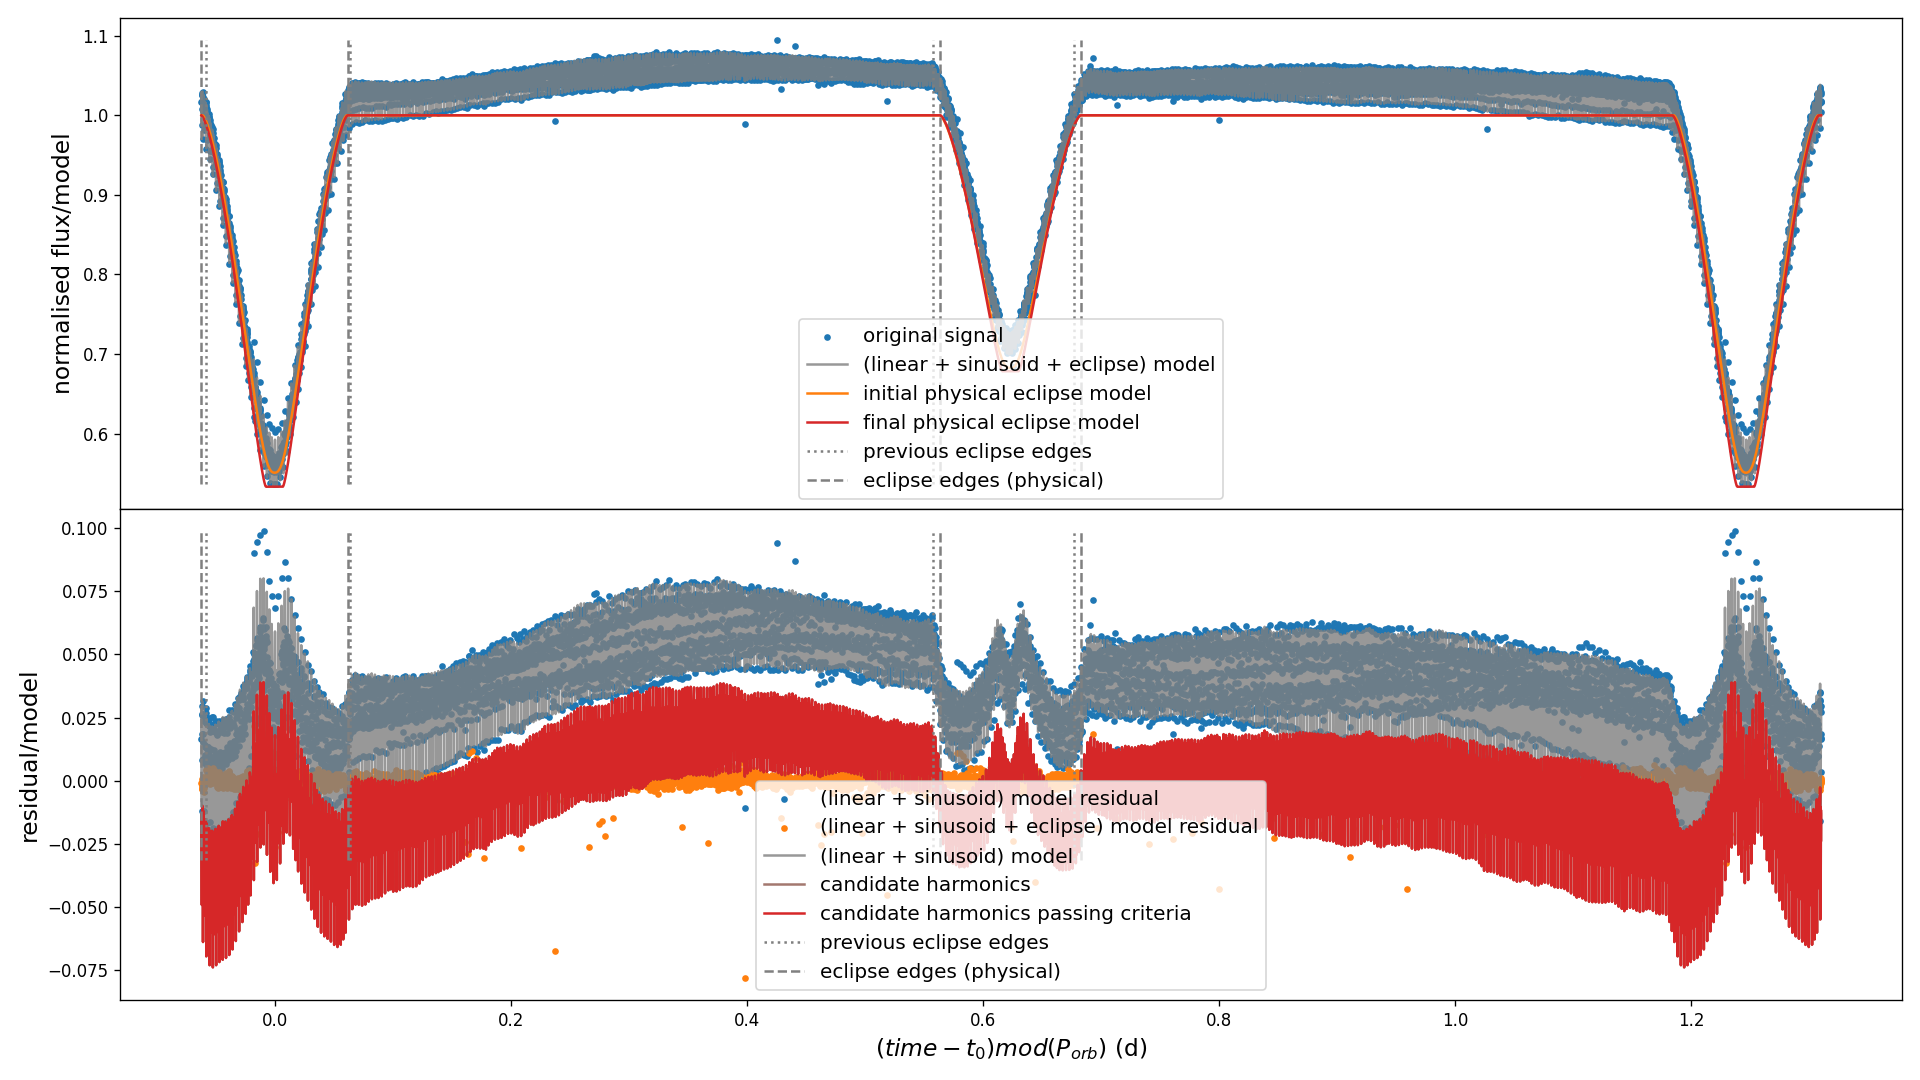 normalised flux/model
1.1
1.0
0.9
0.8
0.7
0.6
original signal
(linear + sinusoid + eclipse) model
initial physical eclipse model
final physical eclipse model
previous eclipse edges
eclipse edges (physical)
residual/model
0.100
0.075
0.050
0.025
0.000
−0.025
−0.050
−0.075
(linear + sinusoid) model residual
(linear + sinusoid + eclipse) model residual
(linear + sinusoid) model
candidate harmonics
candidate harmonics passing criteria
previous eclipse edges
eclipse edges (physical)
0.0 0.2 0.4 0.6 0.8 1.0 1.2
(time − t₀)mod(Pₒᵣb) (d)